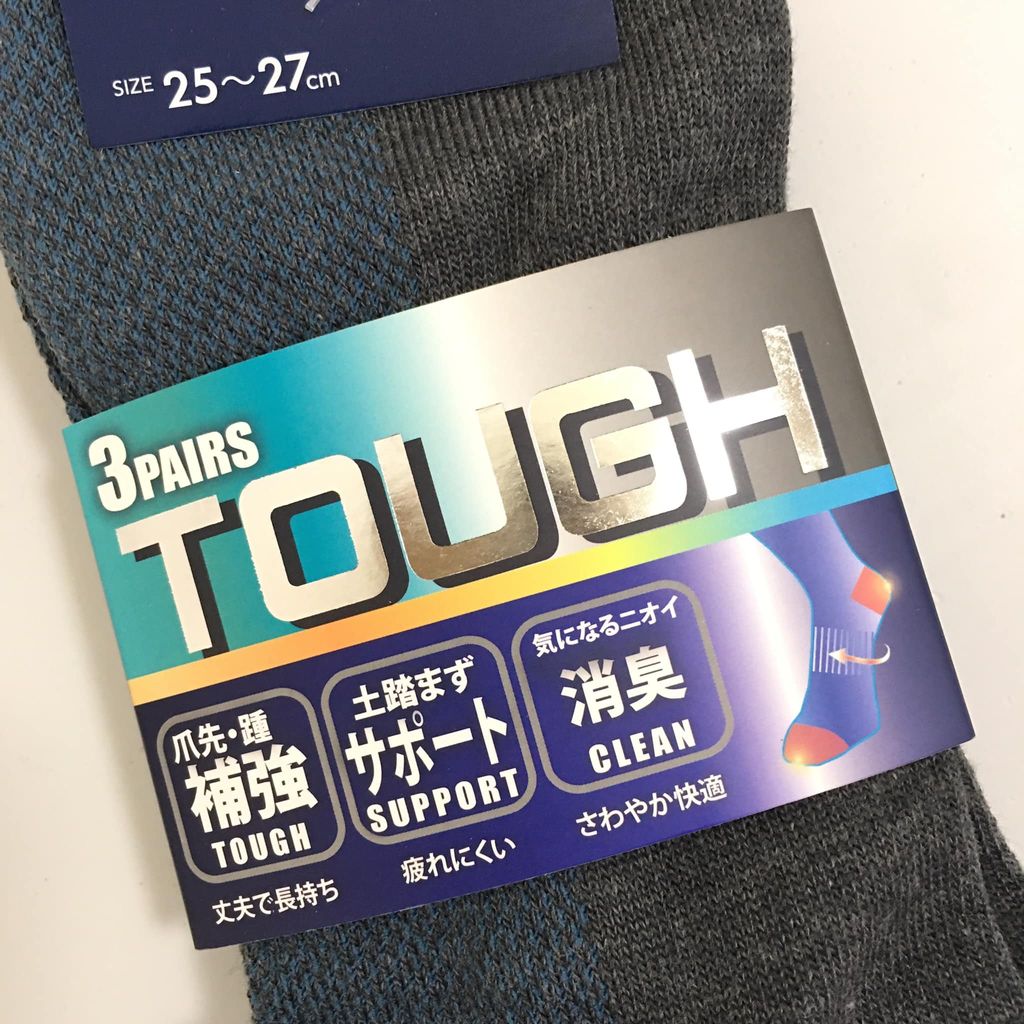 SIZE 25～27cm
3PAIRS
TOUGH
爪先・踵
補強
TOUGH
丈夫で長持ち
土踏まず
サポート
SUPPORT
疲れにくい
気になるニオイ
消臭
CLEAN
さわやか快適